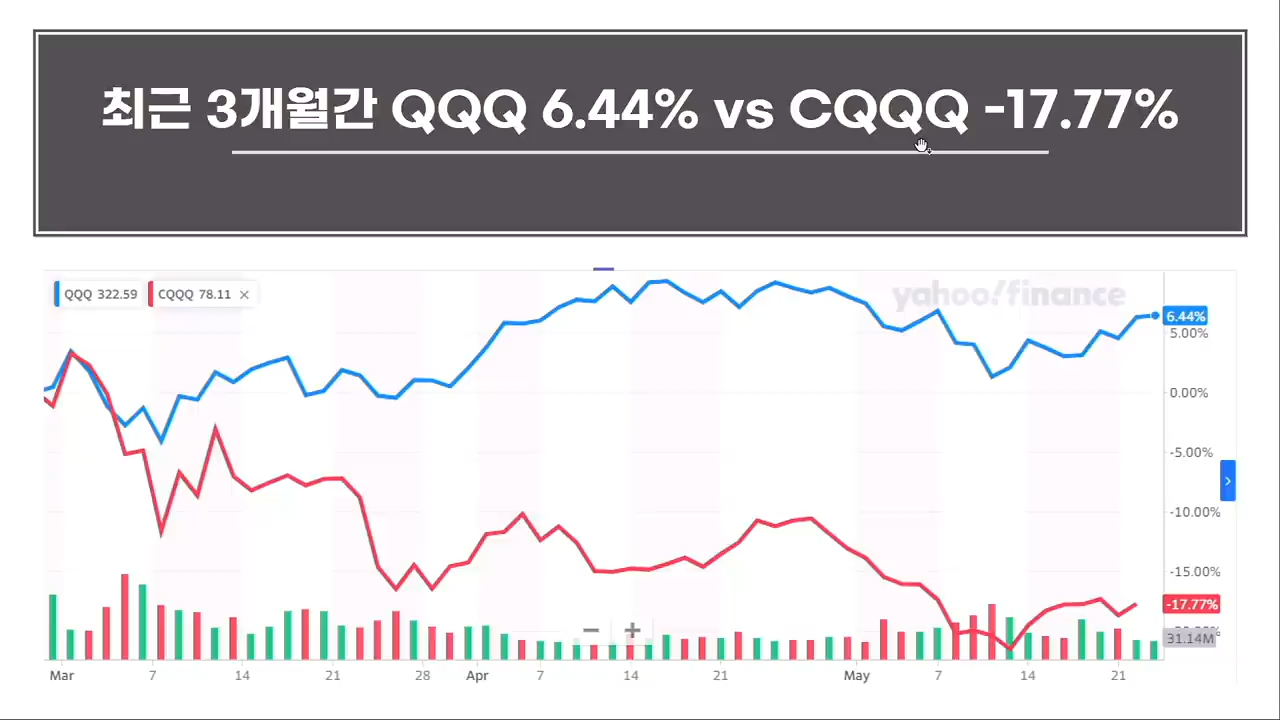 최근 3개월간 QQQ 6.44% vs CQQQ -17.77%
QQQ 322.59 CQQQ 78.11 ×
yahoo!finance
6.44%
5.00%
0.00%
-5.00%
-10.00%
-15.00%
-17.77%
31.14M
Mar 7 14 21 28 Apr 7 14 21 May 7 14 21